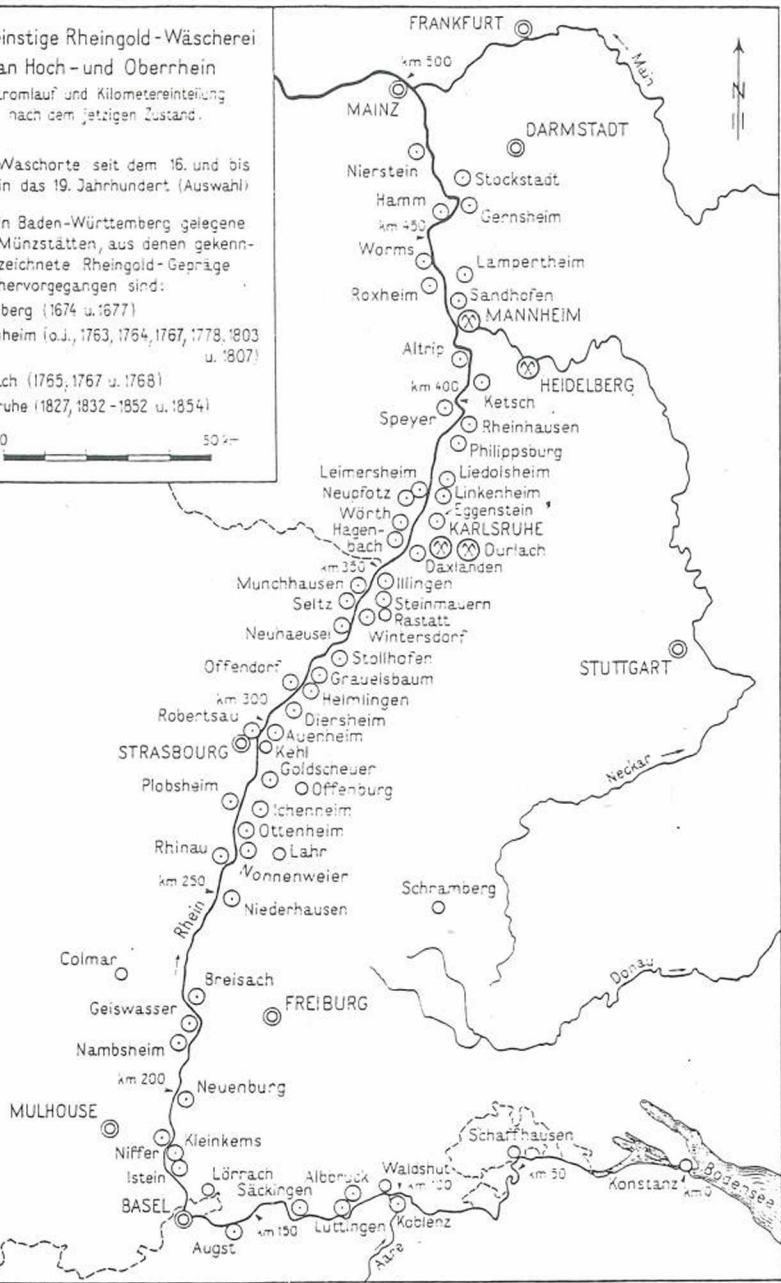 einstige Rheingold-Wäscherei
an Hoch-und Oberrhein
tromlauf und Kilometereinteilung
nach dem jetzigen Zustand.
Waschorte seit dem 16. und bis
in das 19. Jahrhundert (Auswahl)
n Baden-Württemberg gelegene
Münzstätten, aus denen gekenn-
zeichnete Rheingold-Gepräge
hervorgegangen sind:
berg (1674 u.1677)
heim (o.J., 1763, 1764, 1767, 1778, 1803
u. 1807)
ch (1765, 1767 u. 1768)
ruhe (1827, 1832-1852 u. 1854)
0 50 km
FRANKFURT
km 500
Main
N
MAINZ
DARMSTADT
Nierstein
Stockstadt
Hamm
Gernsheim
km 450
Worms
Lampertheim
Roxheim
Sandhofen
MANNHEIM
Altrip
HEIDELBERG
km 400
Ketsch
Speyer
Rheinhausen
Philippsburg
Leimersheim
Liedolsheim
Neupfotz
Linkenheim
Wörth
Eggenstein
Hagen-
bach
KARLSRUHE
Durlach
Daxlanden
km 350
Munchhausen
Illingen
Seltz
Steinmauern
Rastatt
Neuhaeusel
Wintersdorf
Stollhofen
STUTTGART
Offendorf
Grauelsbaum
Helmlingen
km 300
Robertsau
Diersheim
Auenheim
STRASBOURG
Kehl
Goldscheuer
Neckar
Plobsheim
Offenburg
Ichenheim
Ottenheim
Rhinau
Lahr
Nonnenweier
km 250
Schramberg
Niederhausen
Rhein
Colmar
Donau
Breisach
Geiswasser
FREIBURG
Nambsheim
km 200
Neuenburg
MULHOUSE
Niffer
Kleinkems
Schaffhausen
Istein
Lörrach
Säckingen
Albbruck
Waldshut
km 100
km 50
Konstanz
km 0
Bodensee
BASEL
Augst
km 150
Luttingen
Koblenz
Aare